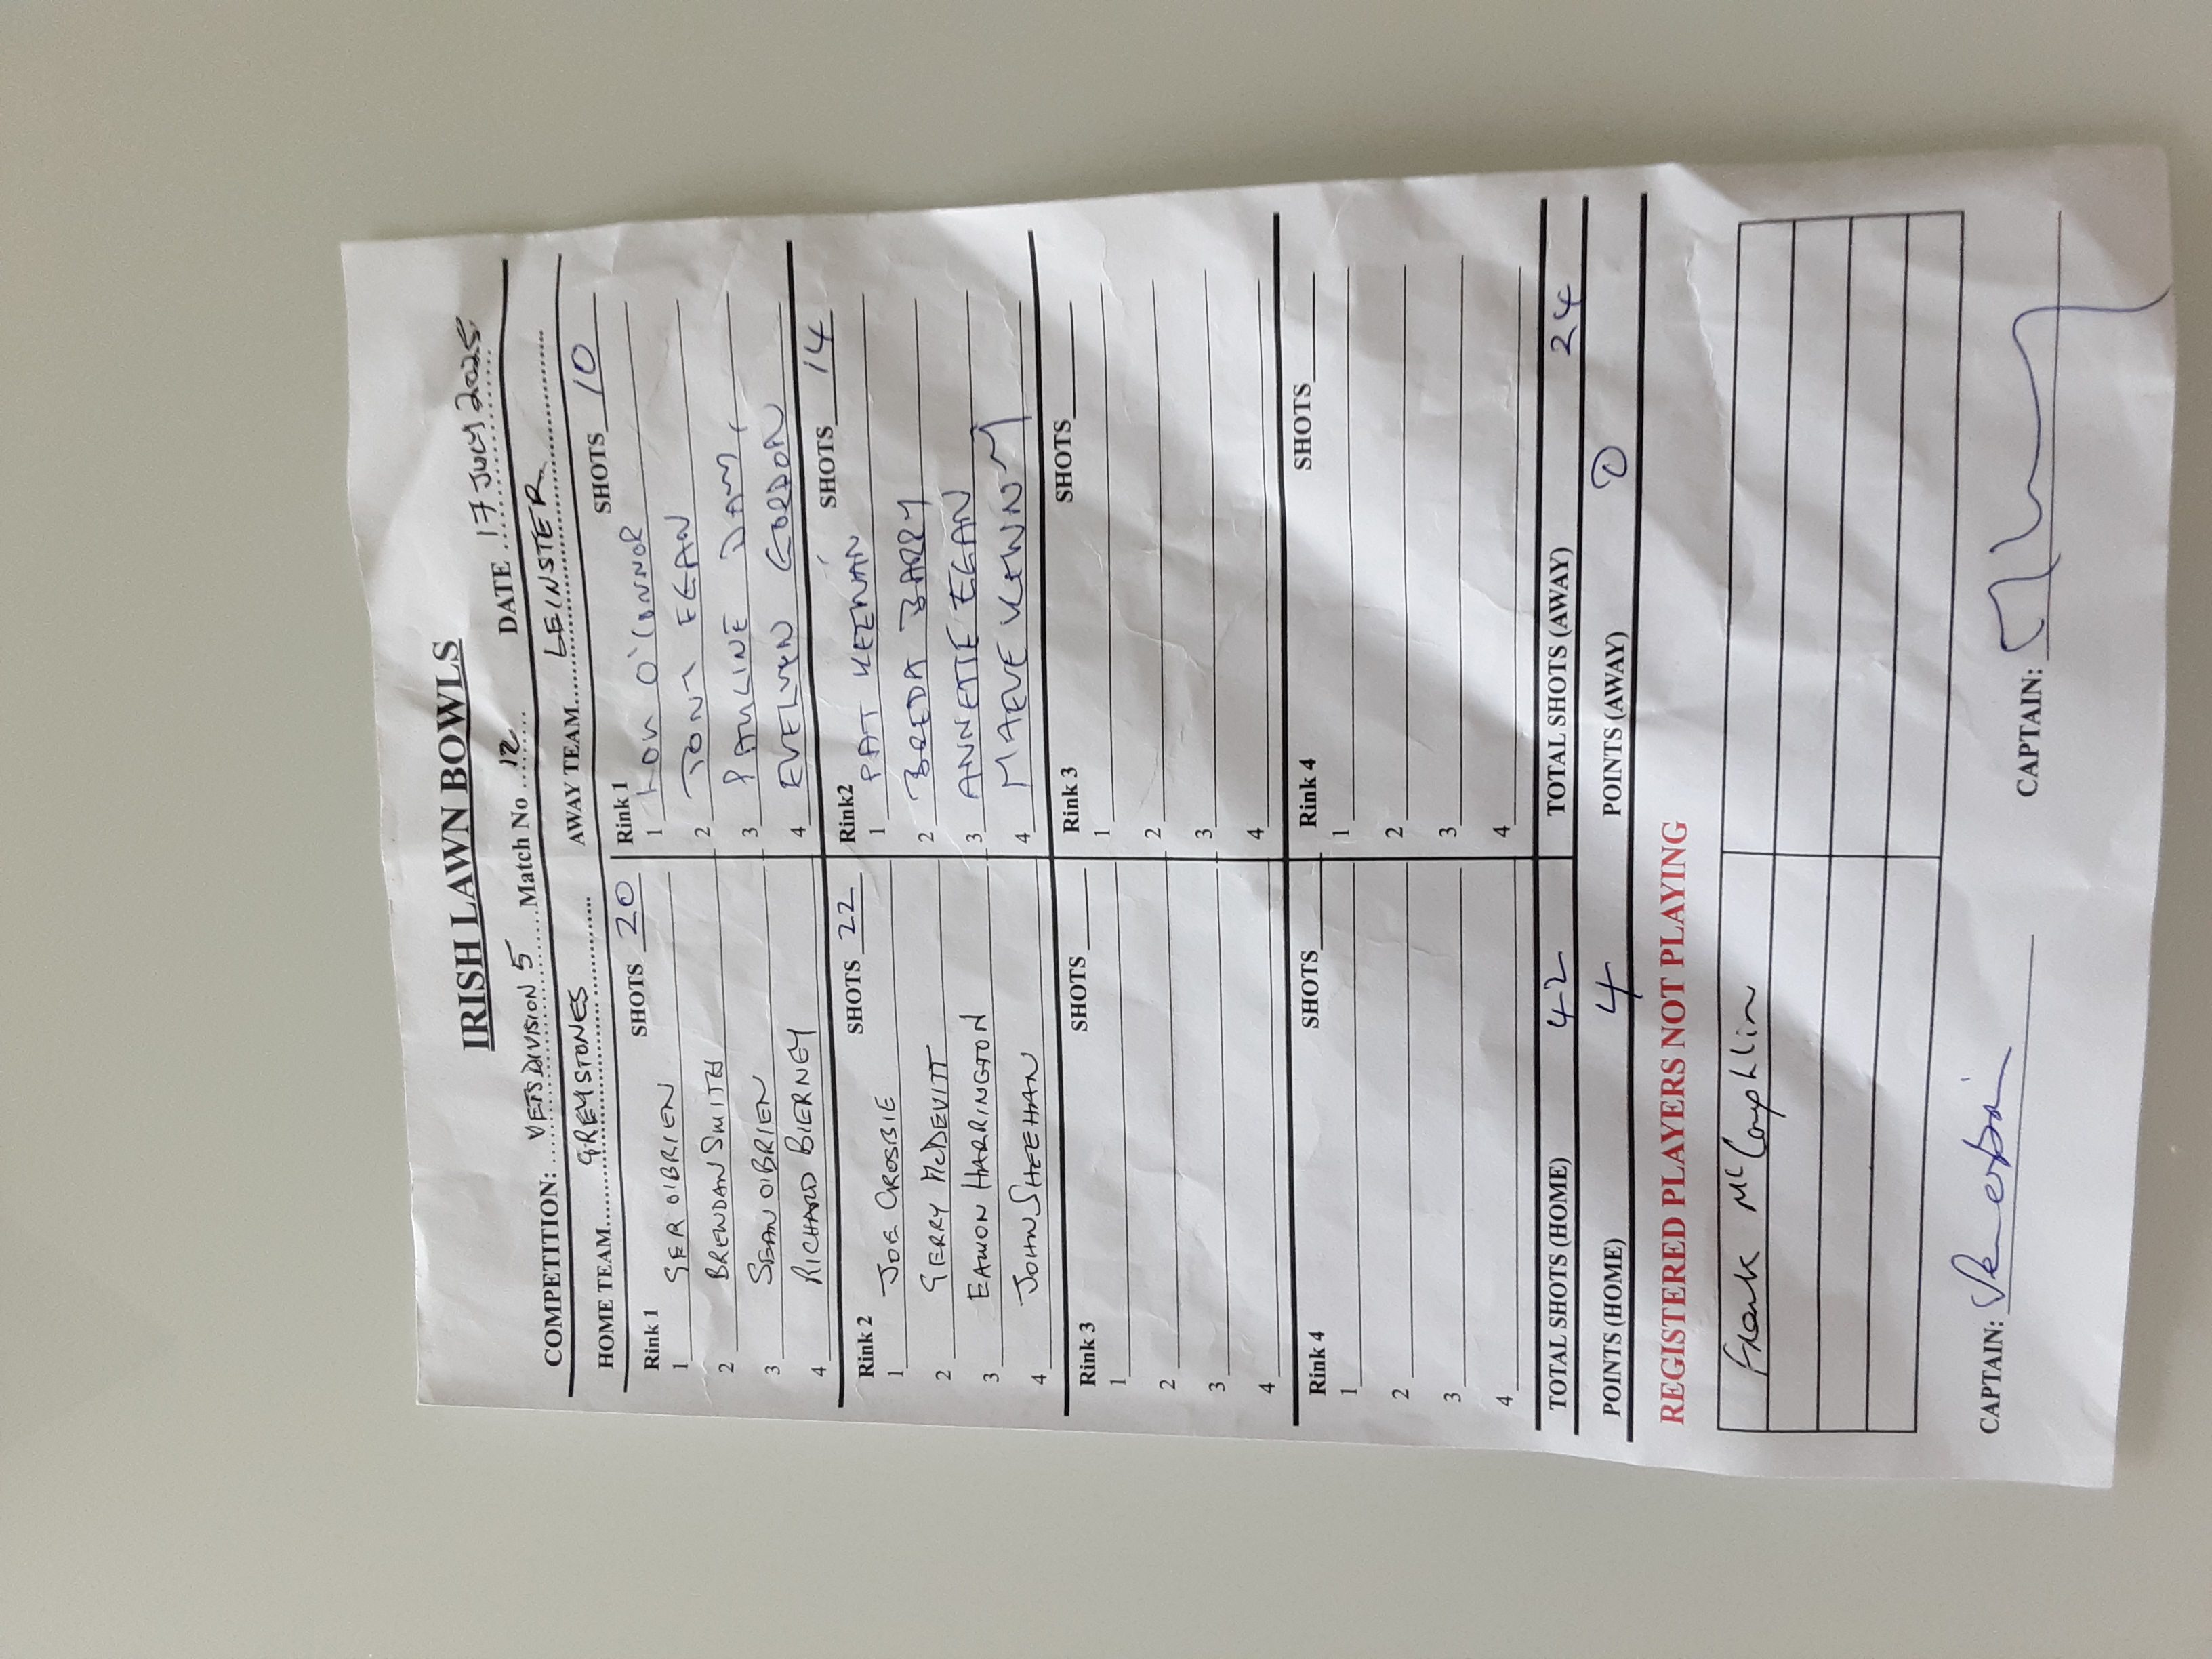 IRISH LAWN BOWLS
COMPETITION: VETS DIVISION 5 Match No 12 DATE 17 JULY 2025
HOME TEAM GREYSTONES AWAY TEAM LEINSTER
Rink 1 SHOTS 20 Rink 1 SHOTS 10
1 GER O'BRIEN 1 O'CONNOR
2 BRENDAN SMITH 2 TONY EGAN
3 SEAN O'BRIEN 3 PAULINE
4 RICHARD BIERNEY 4 EVELYN GORDON
Rink 2 SHOTS 22 Rink2 SHOTS 14
1 JOE CROSBIE 1 PAT KEENAN
2 GERRY McDEVITT 2 BREDA BARRY
3 EAMON HARRINGTON 3 ANNETTE EGAN
4 JOHN SHEEHAN 4 MAEVE KENNY
Rink 3 SHOTS Rink 3 SHOTS
1 1
2 2
3 3
4 4
Rink 4 SHOTS Rink 4 SHOTS
1 1
2 2
3 3
4 4
TOTAL SHOTS (HOME) 42 TOTAL SHOTS (AWAY) 24
POINTS (HOME) 4 POINTS (AWAY) 0
REGISTERED PLAYERS NOT PLAYING
Frank Mc Camphlin
CAPTAIN: CAPTAIN: